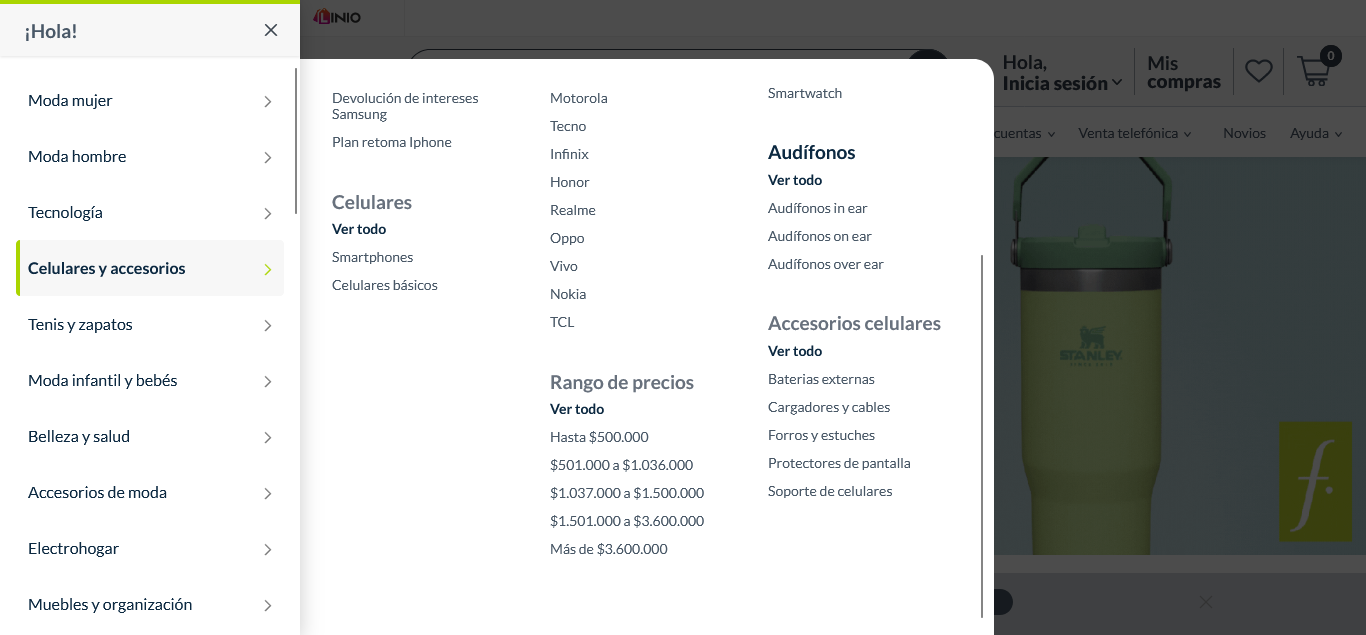 ¡Hola!
Moda mujer
Moda hombre
Tecnología
Celulares y accesorios
Tenis y zapatos
Moda infantil y bebés
Belleza y salud
Accesorios de moda
Electrohogar
Muebles y organización
LINIO
Hola,
Inicia sesión
Mis
compras
0
cuentas
Venta telefónica
Novios
Ayuda
Devolución de intereses
Samsung
Plan retoma Iphone
Celulares
Ver todo
Smartphones
Celulares básicos
Motorola
Tecno
Infinix
Honor
Realme
Oppo
Vivo
Nokia
TCL
Rango de precios
Ver todo
Hasta $500.000
$501.000 a $1.036.000
$1.037.000 a $1.500.000
$1.501.000 a $3.600.000
Más de $3.600.000
Smartwatch
Audífonos
Ver todo
Audífonos in ear
Audífonos on ear
Audífonos over ear
Accesorios celulares
Ver todo
Baterias externas
Cargadores y cables
Forros y estuches
Protectores de pantalla
Soporte de celulares
STANLEY
f.